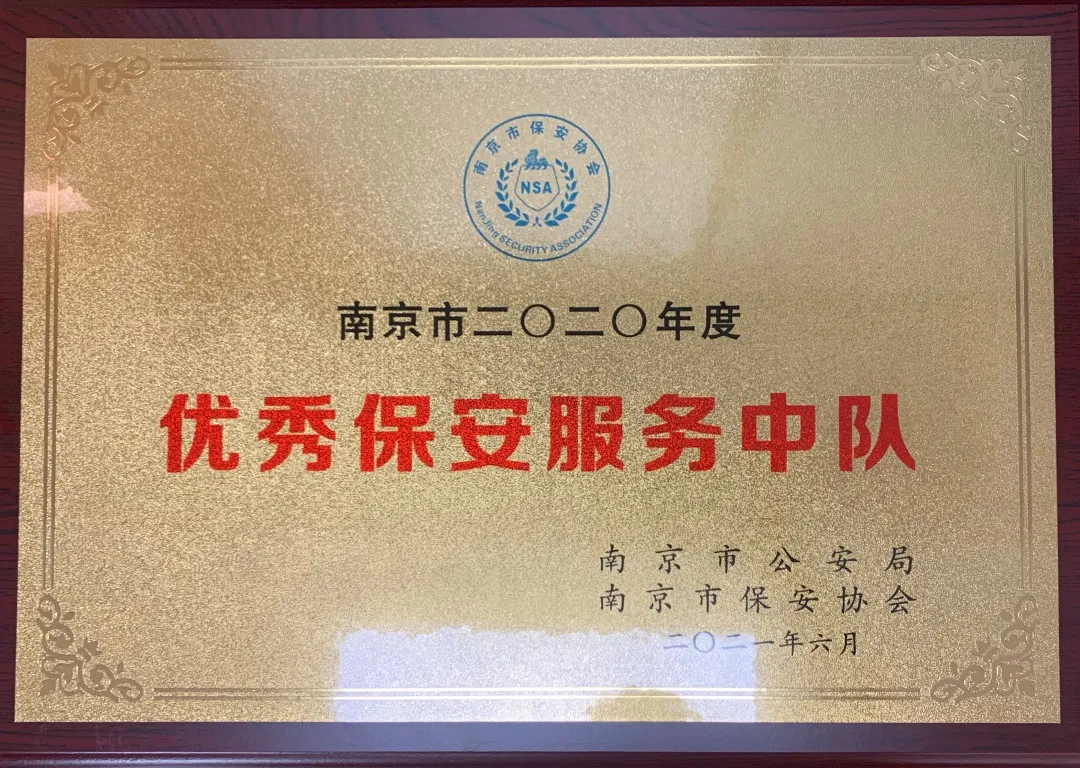 南京市保安协会
NSA
NanJing SECURITY ASSOCIATION
南京市二〇二〇年度
优秀保安服务中队
南京市公安局
南京市保安协会
二〇二一年六月